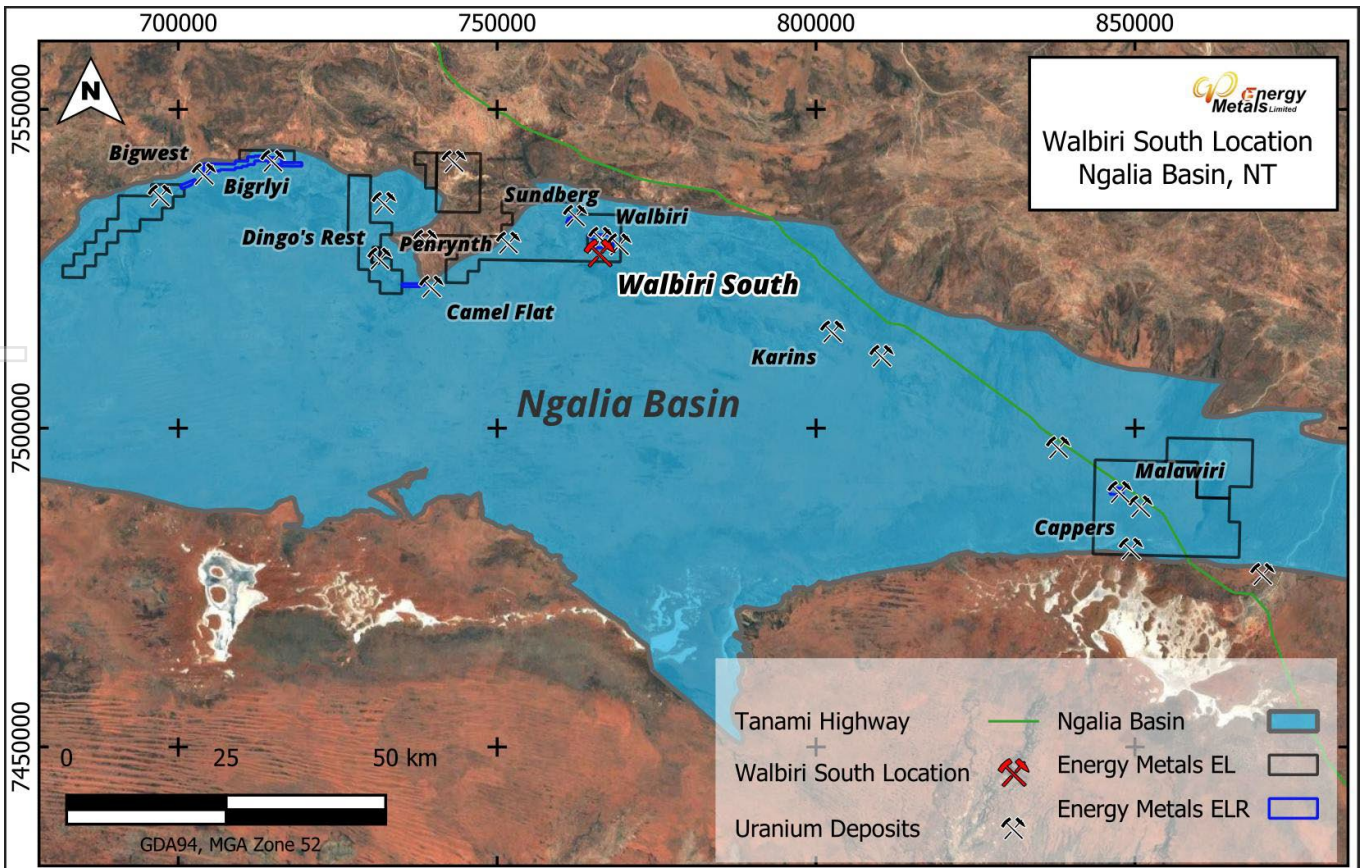 700000
750000
800000
850000
7550000
7500000
7450000
N
Energy
Metals Limited
Walbiri South Location
Ngalia Basin, NT
Bigwest
Bigrlyi
Sundberg
Walbiri
Dingo's Rest
Penrynth
Walbiri South
Camel Flat
Karins
Ngalia Basin
Malawiri
Cappers
Tanami Highway
Ngalia Basin
Walbiri South Location
Energy Metals EL
Uranium Deposits
Energy Metals ELR
0 25 50 km
GDA94, MGA Zone 52